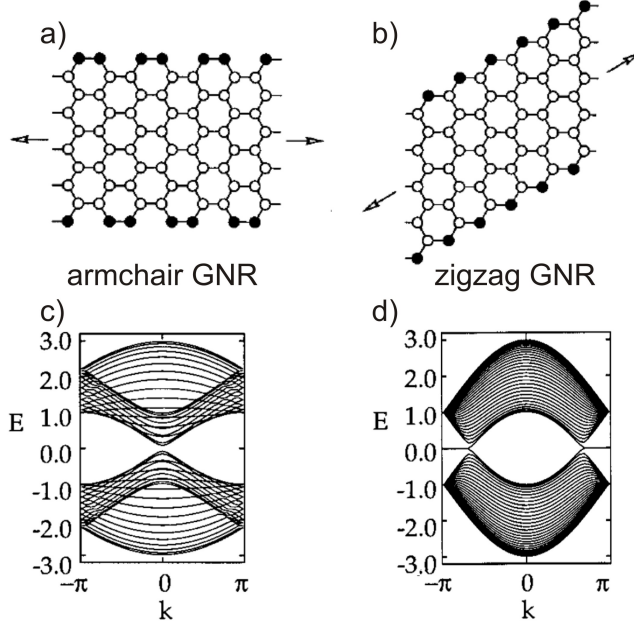 a) b)
armchair GNR zigzag GNR
c) d)
3.0 3.0
2.0 2.0
1.0 1.0
E 0.0 E 0.0
-1.0 -1.0
-2.0 -2.0
-3.0 -3.0
−π 0 π −π 0 π
k k